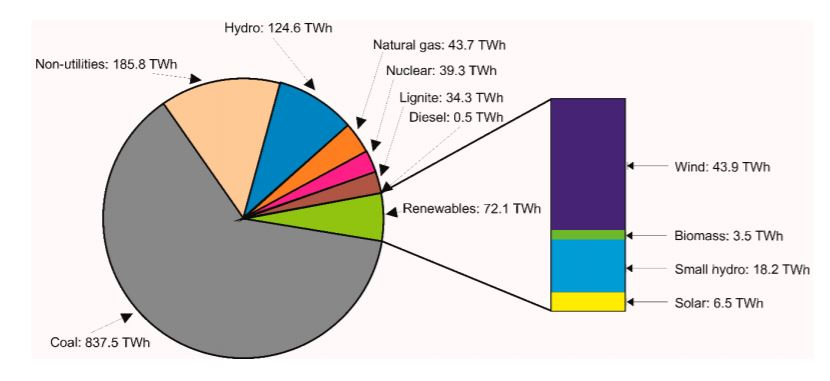 Hydro: 124.6 TWh
Natural gas: 43.7 TWh
Non-utilities: 185.8 TWh
Nuclear: 39.3 TWh
Lignite: 34.3 TWh
Diesel: 0.5 TWh
Wind: 43.9 TWh
Renewables: 72.1 TWh
Biomass: 3.5 TWh
Small hydro: 18.2 TWh
Solar: 6.5 TWh
Coal: 837.5 TWh